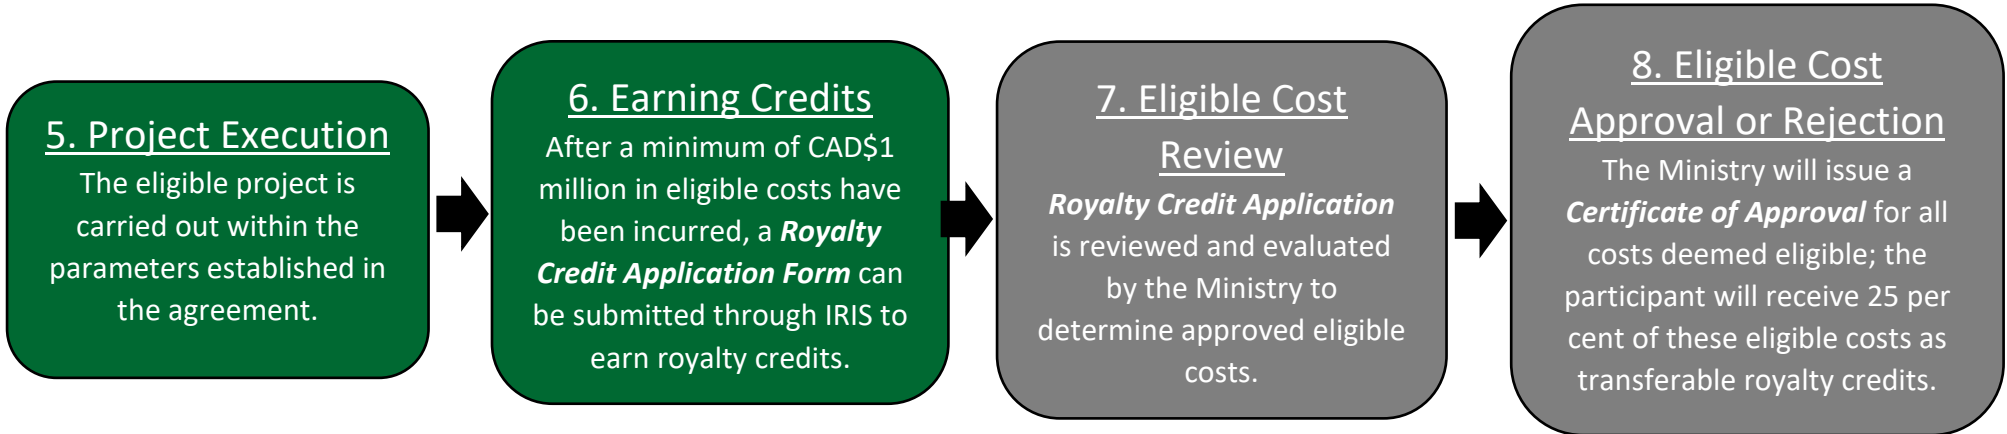 5. Project Execution
The eligible project is
carried out within the
parameters established in
the agreement.
6. Earning Credits
After a minimum of CAD$1
million in eligible costs have
been incurred, a Royalty
Credit Application Form can
be submitted through IRIS to
earn royalty credits.
7. Eligible Cost
Review
Royalty Credit Application
is reviewed and evaluated
by the Ministry to
determine approved eligible
costs.
8. Eligible Cost
Approval or Rejection
The Ministry will issue a
Certificate of Approval for all
costs deemed eligible; the
participant will receive 25 per
cent of these eligible costs as
transferable royalty credits.